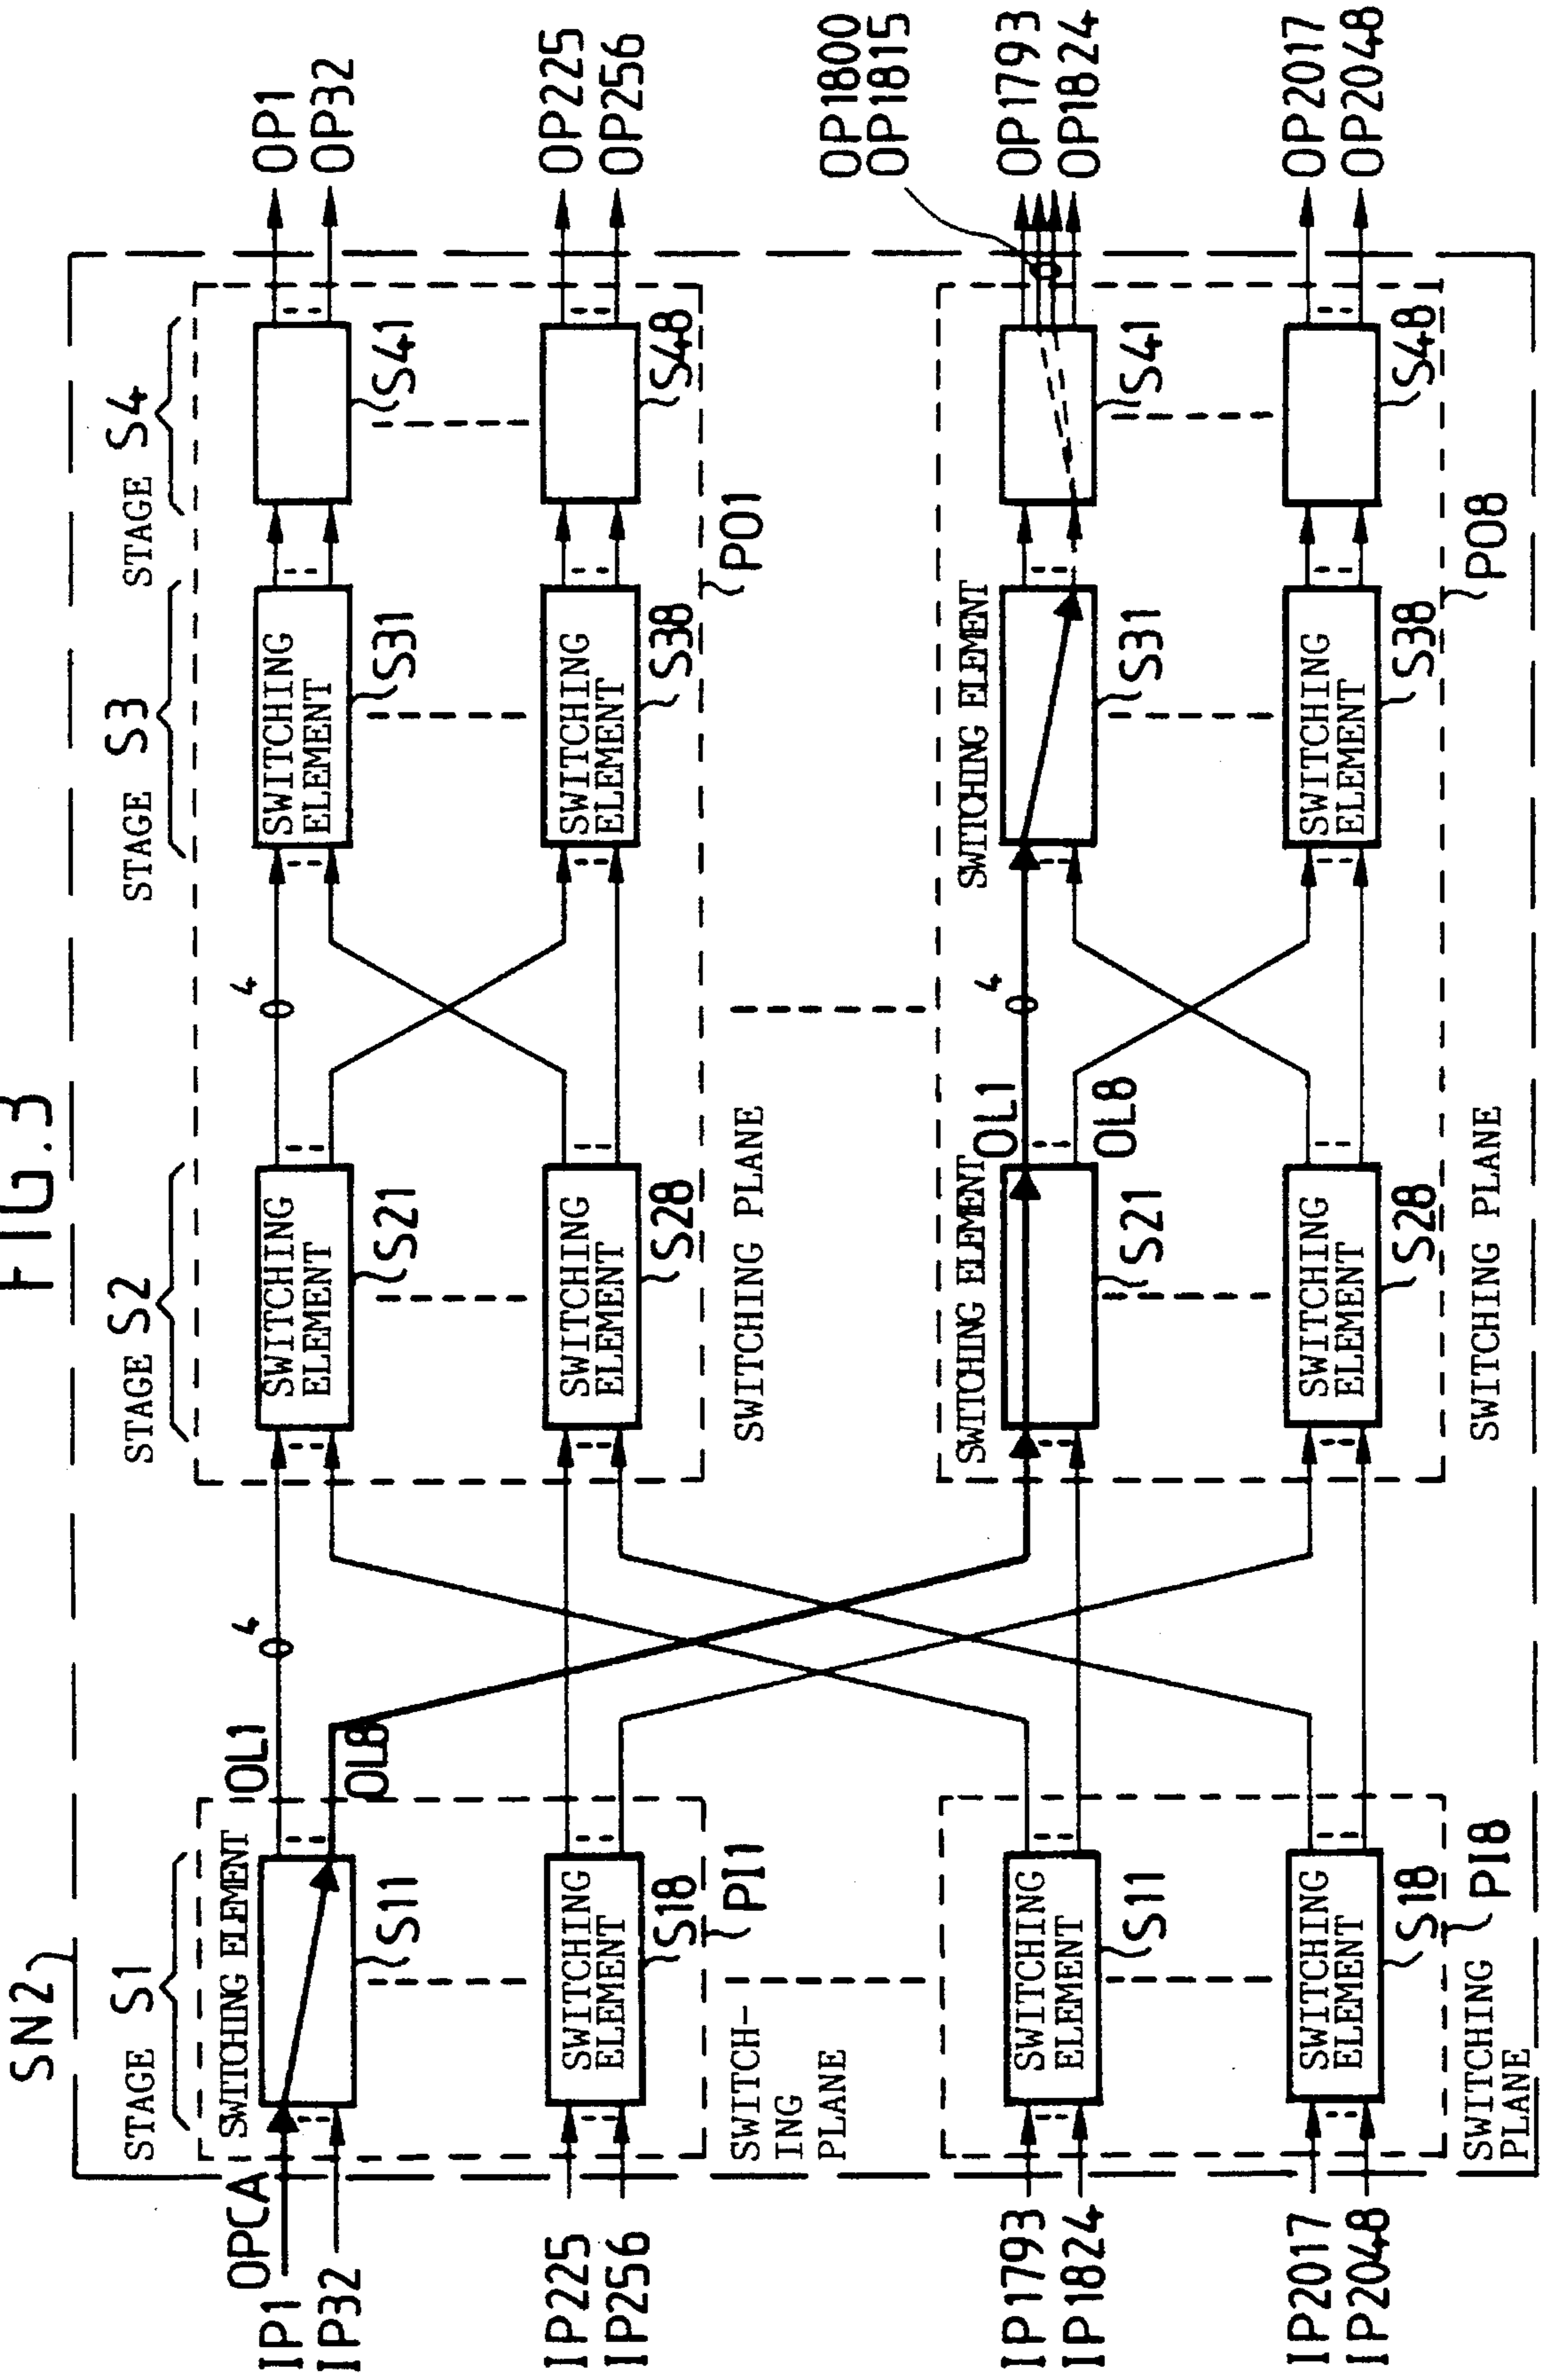 FIG.3
SN2
STAGE S1
STAGE S2
STAGE S3
STAGE S4
IP1
OPCA
IP32
SWITCHING ELEMENT
S11
OL1
OL8
4
SWITCHING
ELEMENT
S21
4
SWITCHING
ELEMENT
S31
S41
OP1
OP32
IP225
IP256
SWITCHING
ELEMENT
S18
PI1
SWITCHING
ELEMENT
S28
SWITCHING
ELEMENT
S38
S48
PO1
OP225
OP256
SWITCH-
ING
PLANE
SWITCHING PLANE
OP1800
OP1815
IP1793
IP1824
SWITCHING
ELEMENT
S11
SWITCHING ELEMENT
S21
OL1
OL8
4
SWITCHING ELEMENT
S31
S41
OP1793
OP1824
IP2017
IP2048
SWITCHING
ELEMENT
S18
PI8
SWITCHING
ELEMENT
S28
SWITCHING
ELEMENT
S38
S48
PO8
OP2017
OP2048
SWITCHING
PLANE
SWITCHING PLANE